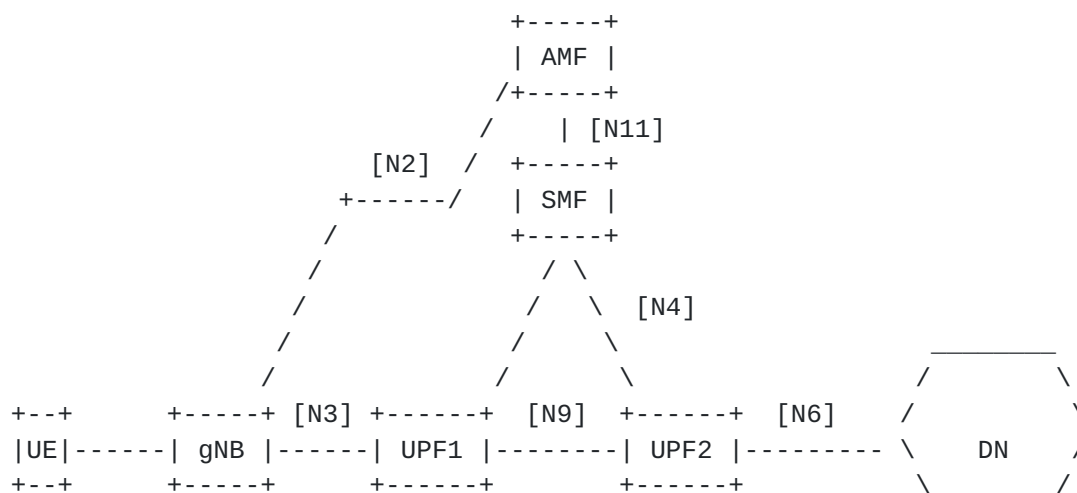 AMF
[N11]
[N2]
SMF
[N4]
[N3] [N9] [N6]
UE gNB UPF1 UPF2 DN